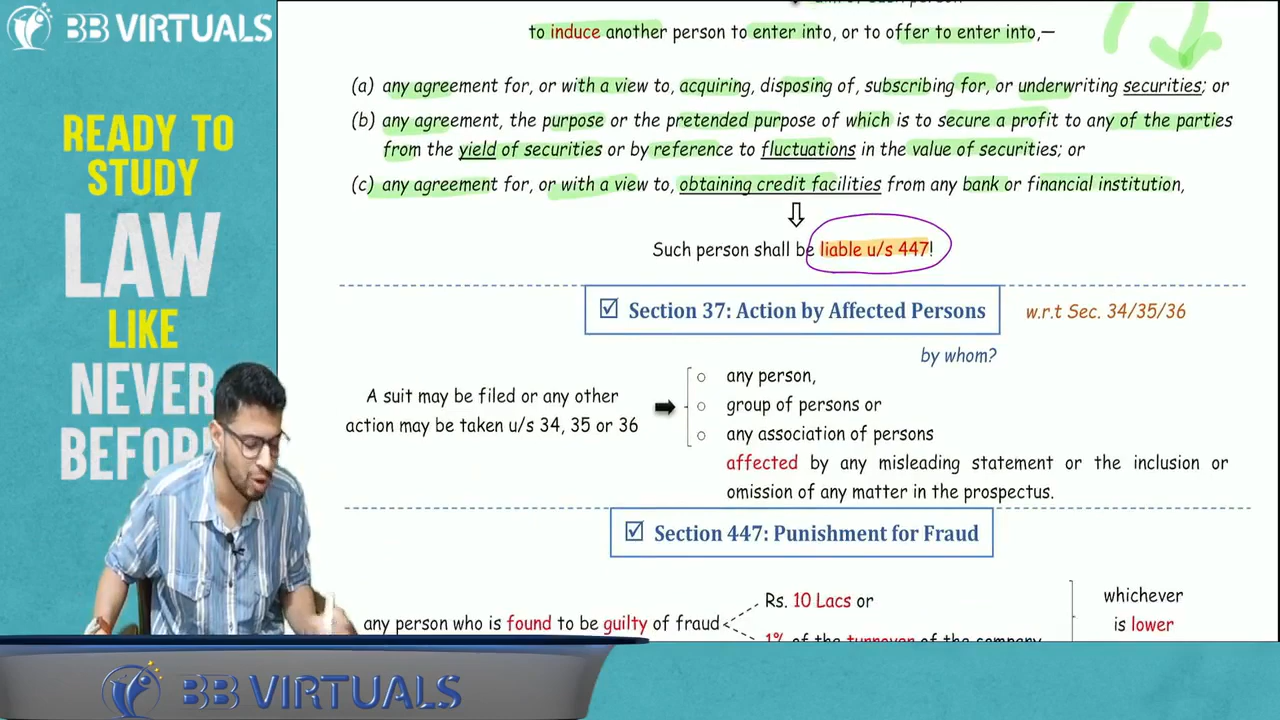 BB VIRTUALS
READY TO
STUDY
LAW
LIKE
NEVER
to induce another person to enter into, or to offer to enter into,—
(a) any agreement for, or with a view to, acquiring, disposing of, subscribing for, or underwriting securities; or
(b) any agreement, the purpose or the pretended purpose of which is to secure a profit to any of the parties
from the yield of securities or by reference to fluctuations in the value of securities; or
(c) any agreement for, or with a view to, obtaining credit facilities from any bank or financial institution,
Such person shall be liable u/s 447!
☑ Section 37: Action by Affected Persons
w.r.t Sec. 34/35/36
by whom?
A suit may be filed or any other
action may be taken u/s 34, 35 or 36
any person,
group of persons or
any association of persons
affected by any misleading statement or the inclusion or
omission of any matter in the prospectus.
☑ Section 447: Punishment for Fraud
any person who is found to be guilty of fraud
Rs. 10 Lacs or
1% of the turnover of the company
whichever
is lower
BB VIRTUALS